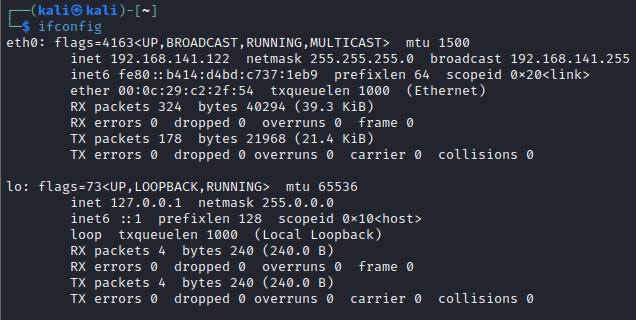 ┌──(kali㉿kali)-[~]
└─$ ifconfig
eth0: flags=4163<UP,BROADCAST,RUNNING,MULTICAST>  mtu 1500
        inet 192.168.141.122  netmask 255.255.255.0  broadcast 192.168.141.255
        inet6 fe80::b414:d4bd:c737:1eb9  prefixlen 64  scopeid 0×20<link>
        ether 00:0c:29:c2:2f:54  txqueuelen 1000  (Ethernet)
        RX packets 324  bytes 40294 (39.3 KiB)
        RX errors 0  dropped 0  overruns 0  frame 0
        TX packets 178  bytes 21968 (21.4 KiB)
        TX errors 0  dropped 0 overruns 0  carrier 0  collisions 0

lo: flags=73<UP,LOOPBACK,RUNNING>  mtu 65536
        inet 127.0.0.1  netmask 255.0.0.0
        inet6 ::1  prefixlen 128  scopeid 0×10<host>
        loop  txqueuelen 1000  (Local Loopback)
        RX packets 4  bytes 240 (240.0 B)
        RX errors 0  dropped 0  overruns 0  frame 0
        TX packets 4  bytes 240 (240.0 B)
        TX errors 0  dropped 0 overruns 0  carrier 0  collisions 0